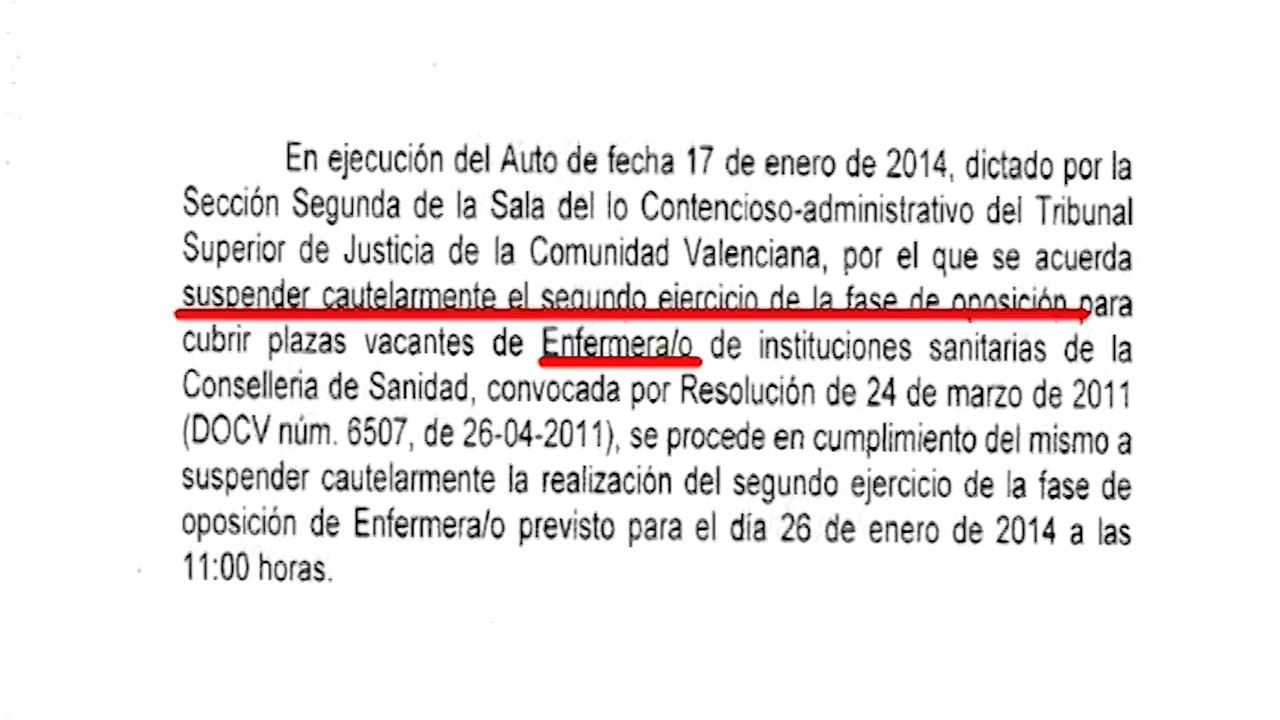 En ejecución del Auto de fecha 17 de enero de 2014, dictado por la
Sección Segunda de la Sala del lo Contencioso-administrativo del Tribunal
Superior de Justicia de la Comunidad Valenciana, por el que se acuerda
suspender cautelarmente el segundo ejercicio de la fase de oposición para
cubrir plazas vacantes de Enfermera/o de instituciones sanitarias de la
Conselleria de Sanidad, convocada por Resolución de 24 de marzo de 2011
(DOCV núm. 6507, de 26-04-2011), se procede en cumplimiento del mismo a
suspender cautelarmente la realización del segundo ejercicio de la fase de
oposición de Enfermera/o previsto para el día 26 de enero de 2014 a las
11:00 horas.